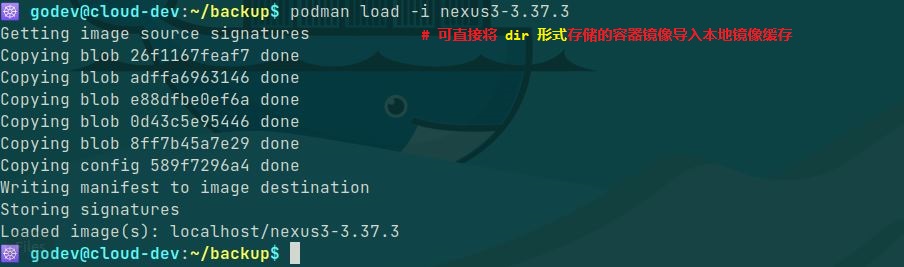 godev@cloud-dev:~/backup$ podman load -i nexus3-3.37.3
Getting image source signatures # 可直接将 dir 形式存储的容器镜像导入本地镜像缓存
Copying blob 26f1167feaf7 done
Copying blob adffa6963146 done
Copying blob e88dfbe0ef6a done
Copying blob 0d43c5e95446 done
Copying blob 8ff7b45a7e29 done
Copying config 589f7296a4 done
Writing manifest to image destination
Storing signatures
Loaded image(s): localhost/nexus3-3.37.3
godev@cloud-dev:~/backup$